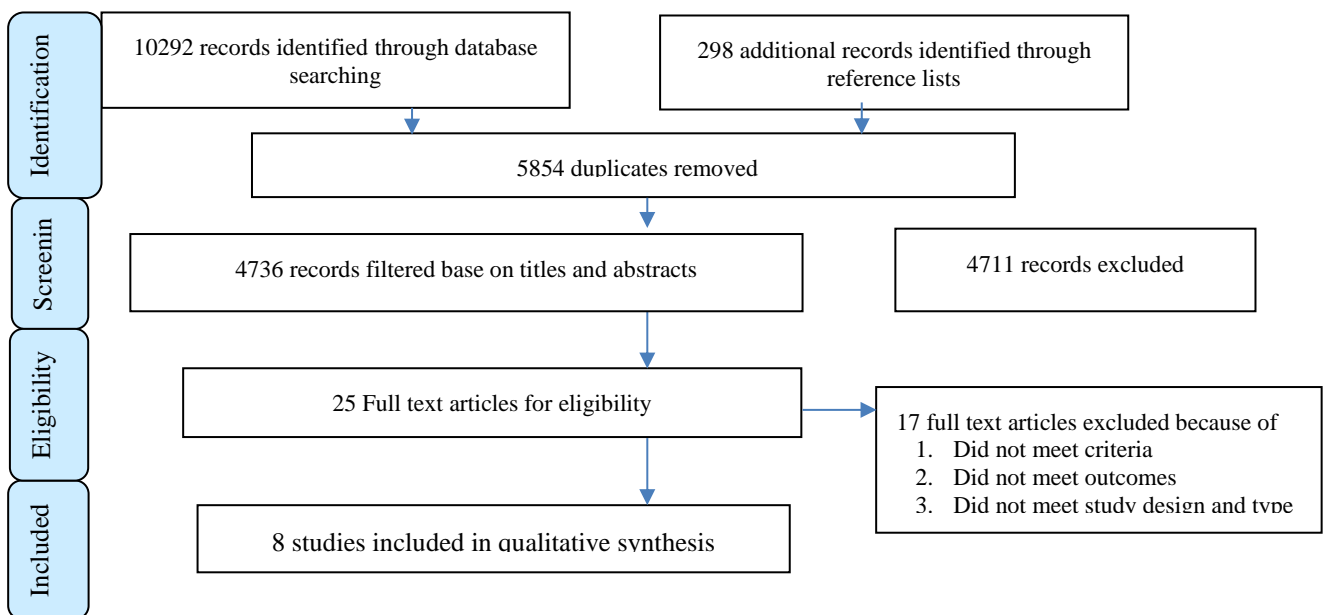 Identification
10292 records identified through database
searching
298 additional records identified through
reference lists
5854 duplicates removed
Screenin
4736 records filtered base on titles and abstracts
4711 records excluded
Eligibility
25 Full text articles for eligibility
17 full text articles excluded because of
1. Did not meet criteria
2. Did not meet outcomes
3. Did not meet study design and type
Included
8 studies included in qualitative synthesis